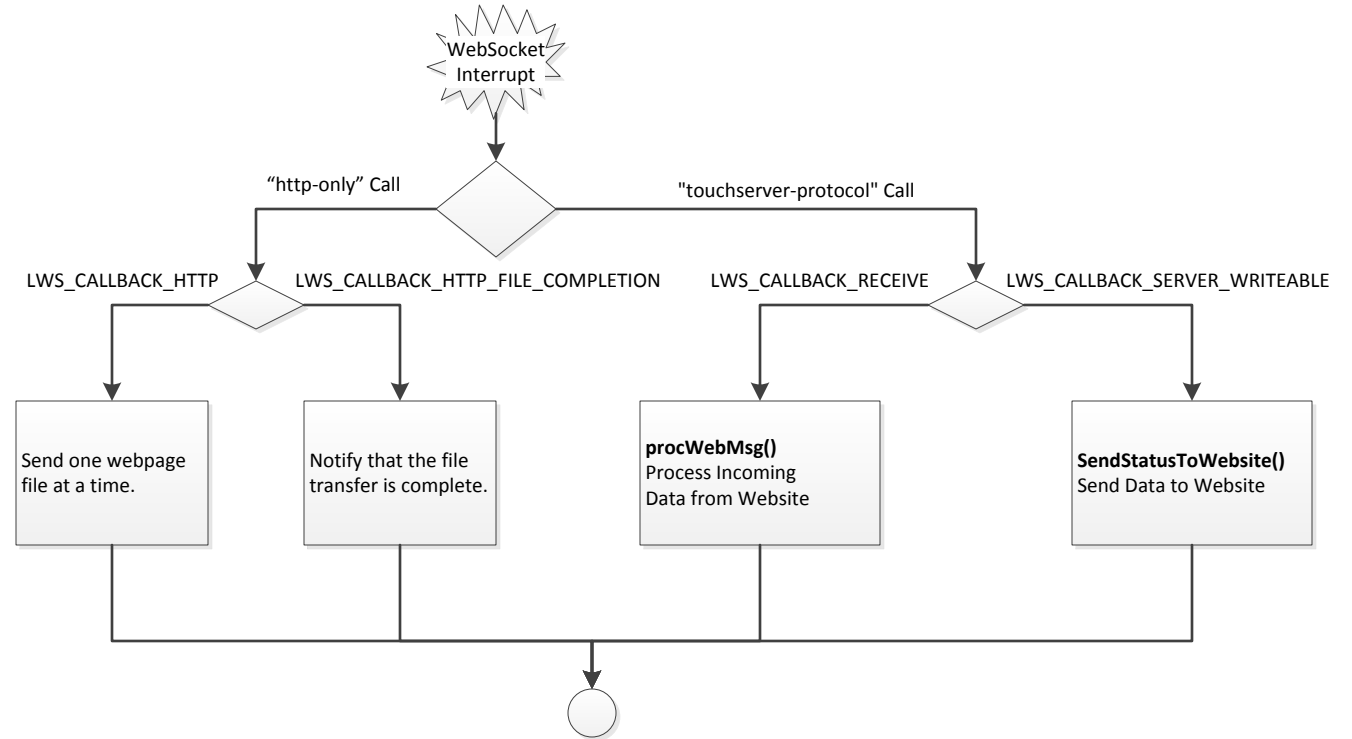 WebSocket
Interrupt
“http-only” Call
"touchserver-protocol" Call
LWS_CALLBACK_HTTP
LWS_CALLBACK_HTTP_FILE_COMPLETION
LWS_CALLBACK_RECEIVE
LWS_CALLBACK_SERVER_WRITEABLE
Send one webpage
file at a time.
Notify that the file
transfer is complete.
procWebMsg()
Process Incoming
Data from Website
SendStatusToWebsite()
Send Data to Website